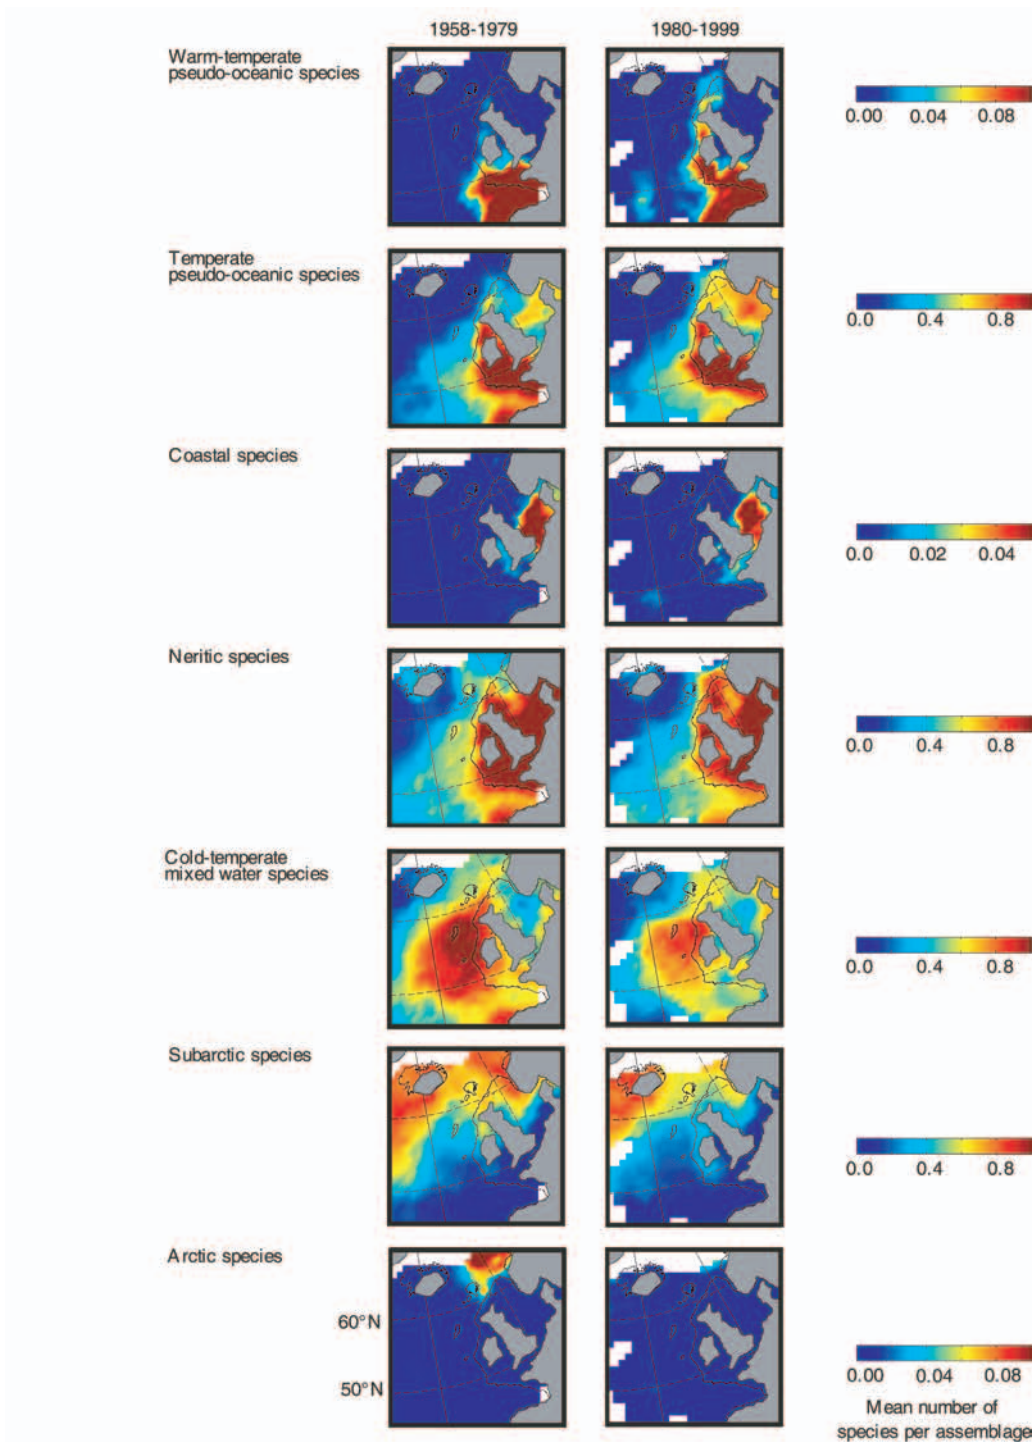 1958-1979 1980-1999
Warm-temperate
pseudo-oceanic species
0.00 0.04 0.08
Temperate
pseudo-oceanic species
0.0 0.4 0.8
Coastal species
0.0 0.02 0.04
Neritic species
0.0 0.4 0.8
Cold-temperate
mixed water species
0.0 0.4 0.8
Subarctic species
0.0 0.4 0.8
Arctic species
60°N
50°N
0.00 0.04 0.08
Mean number of
species per assemblage